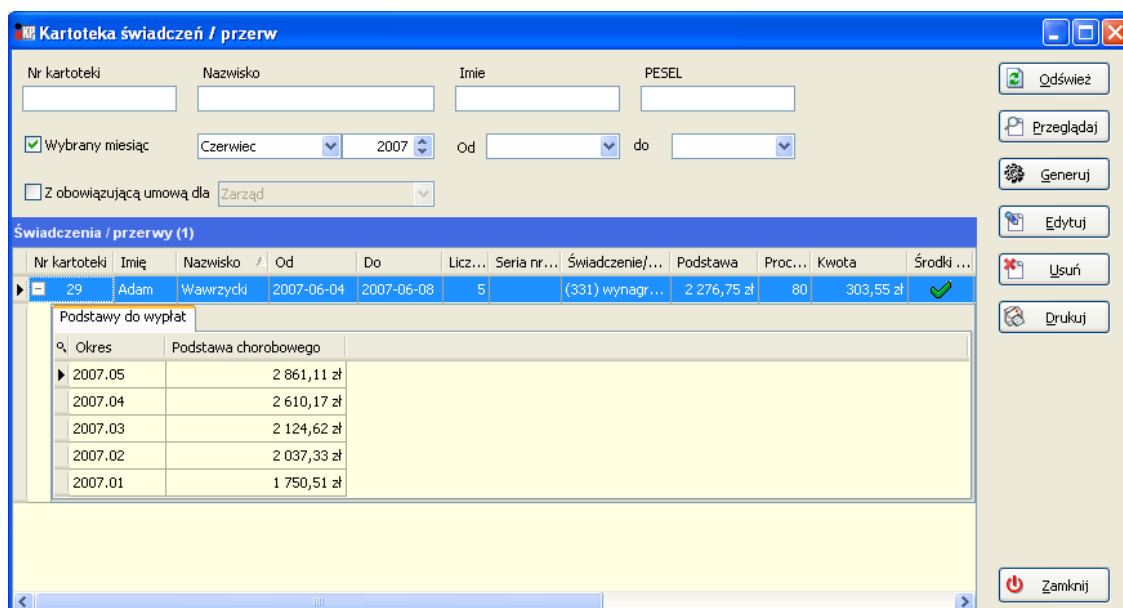 Kartoteka świadczeń / przerw
Nr kartoteki Nazwisko Imie PESEL
Wybrany miesiąc Czerwiec 2007 Od do
Z obowiązującą umową dla Zarząd
Odśwież
Przeglądaj
Generuj
Edytuj
Usuń
Drukuj
Zamknij
Świadczenia / przerwy (1)
Nr kartoteki Imię Nazwisko Od Do Licz... Seria nr... Świadczenie/... Podstawa Proc... Kwota Środki ...
29 Adam Wawrzycki 2007-06-04 2007-06-08 5 (331) wynagr... 2 276,75 zł 80 303,55 zł
Podstawy do wypłat
Okres Podstawa chorobowego
2007.05 2 861,11 zł
2007.04 2 610,17 zł
2007.03 2 124,62 zł
2007.02 2 037,33 zł
2007.01 1 750,51 zł